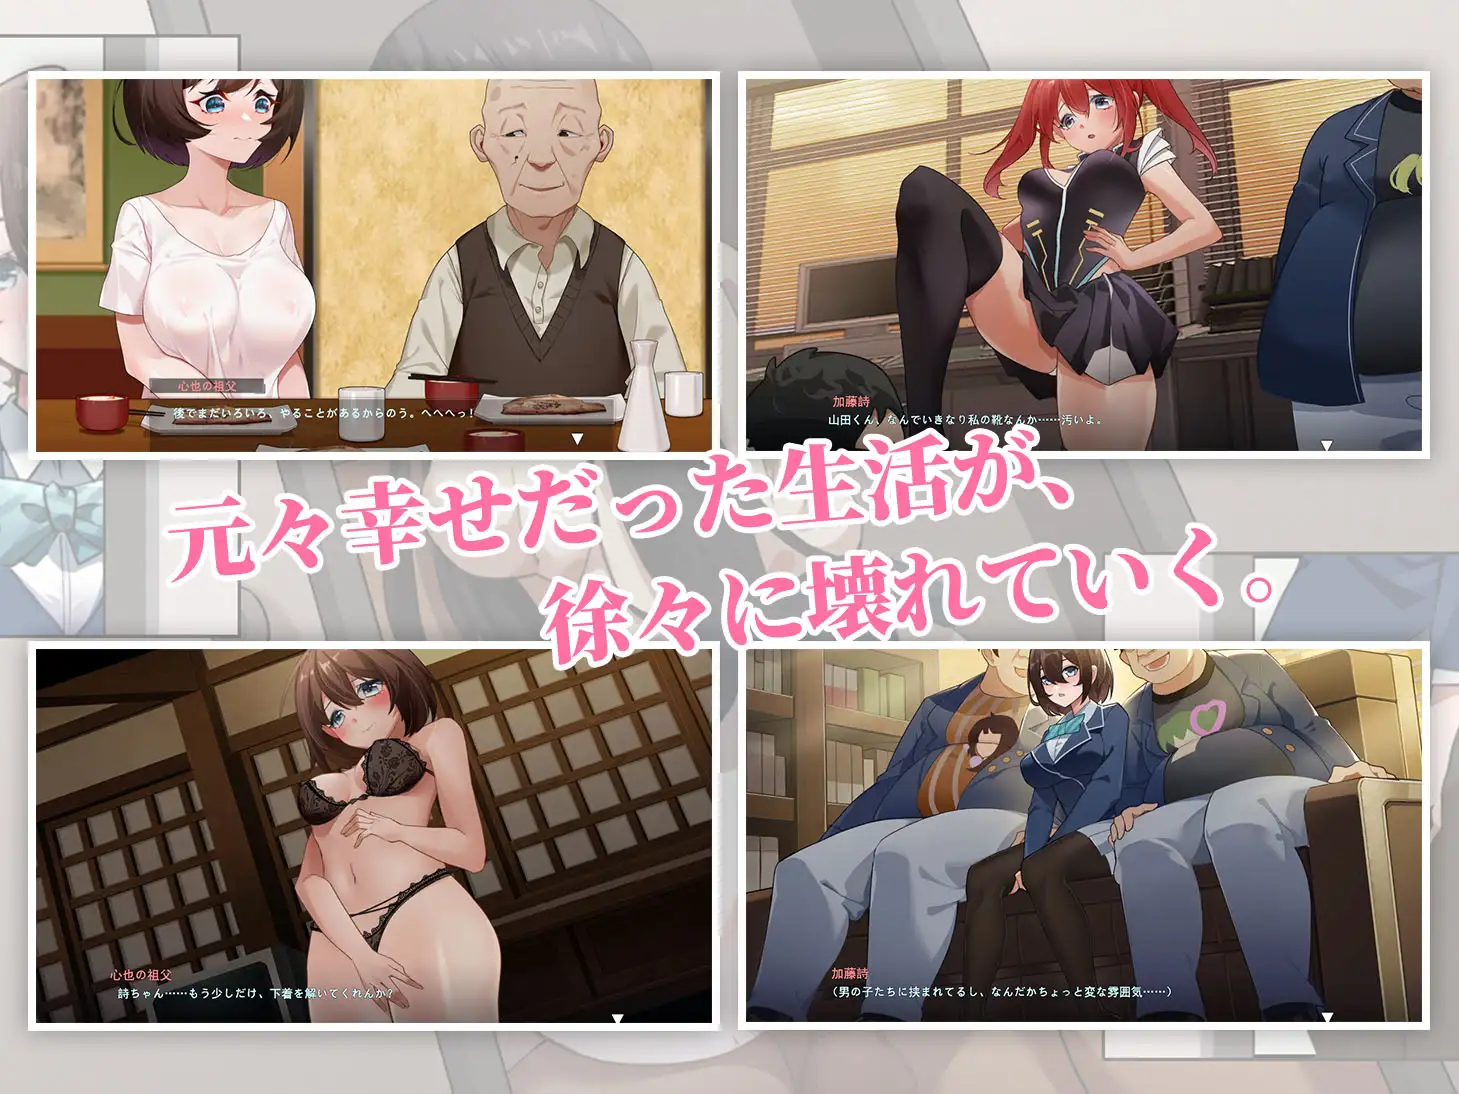 心也の祖父
後でまだいろいろ、やることがあるからのう。へへへっ！
加藤詩
山田くん、なんでいきなり私の靴なんか……汚いよ。
元々幸せだった生活が、
徐々に壊れていく。
心也の祖父
詩ちゃん……もう少しだけ、下着を解いてくれんか?
加藤詩
（男の子たちに挟まれてるし、なんだかちょっと変な雰囲気……）